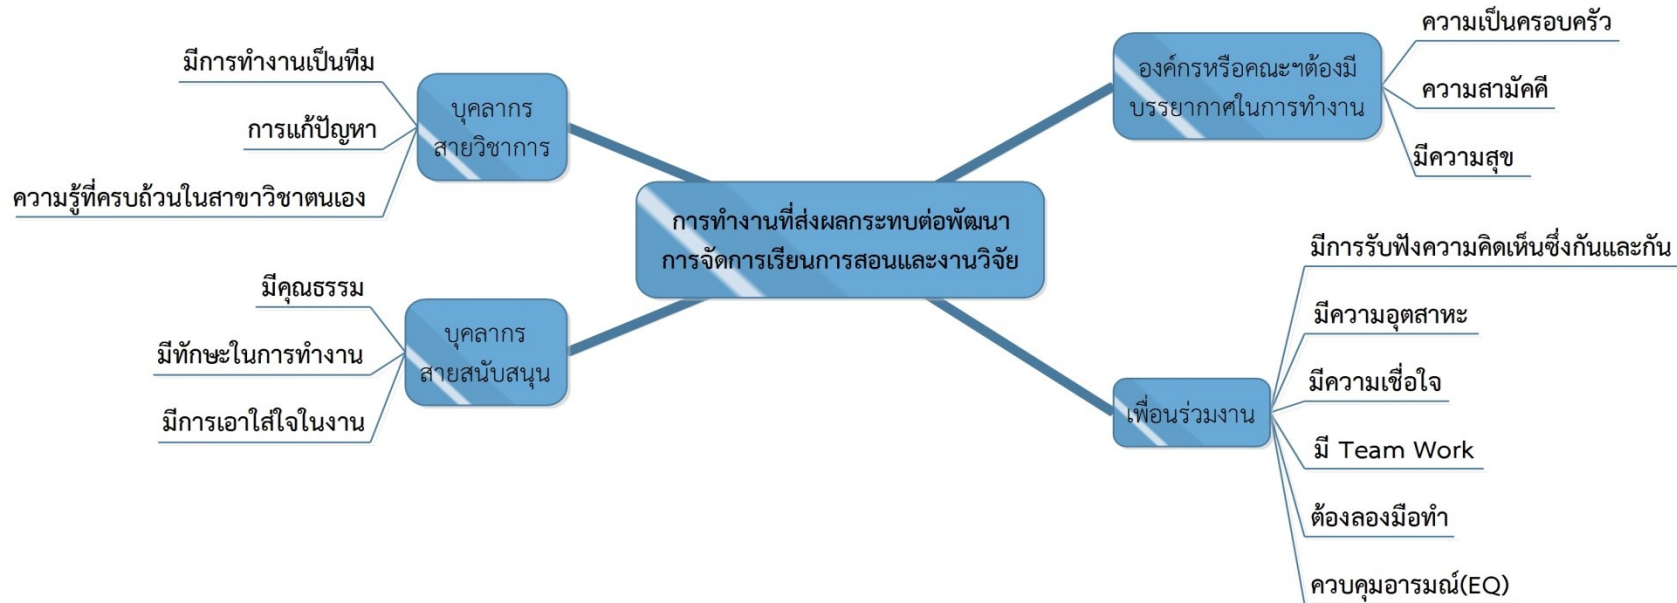 การทำงานที่ส่งผลกระทบต่อพัฒนา
การจัดการเรียนการสอนและงานวิจัย
บุคลากร
สายวิชาการ
มีการทำงานเป็นทีม
การแก้ปัญหา
ความรู้ที่ครบถ้วนในสาขาวิชาตนเอง
บุคลากร
สายสนับสนุน
มีคุณธรรม
มีทักษะในการทำงาน
มีการเอาใส่ใจในงาน
องค์กรหรือคณะฯต้องมี
บรรยากาศในการทำงาน
ความเป็นครอบครัว
ความสามัคคี
มีความสุข
เพื่อนร่วมงาน
มีการรับฟังความคิดเห็นซึ่งกันและกัน
มีความอุตสาหะ
มีความเชื่อใจ
มี Team Work
ต้องลองมือทำ
ควบคุมอารมณ์(EQ)